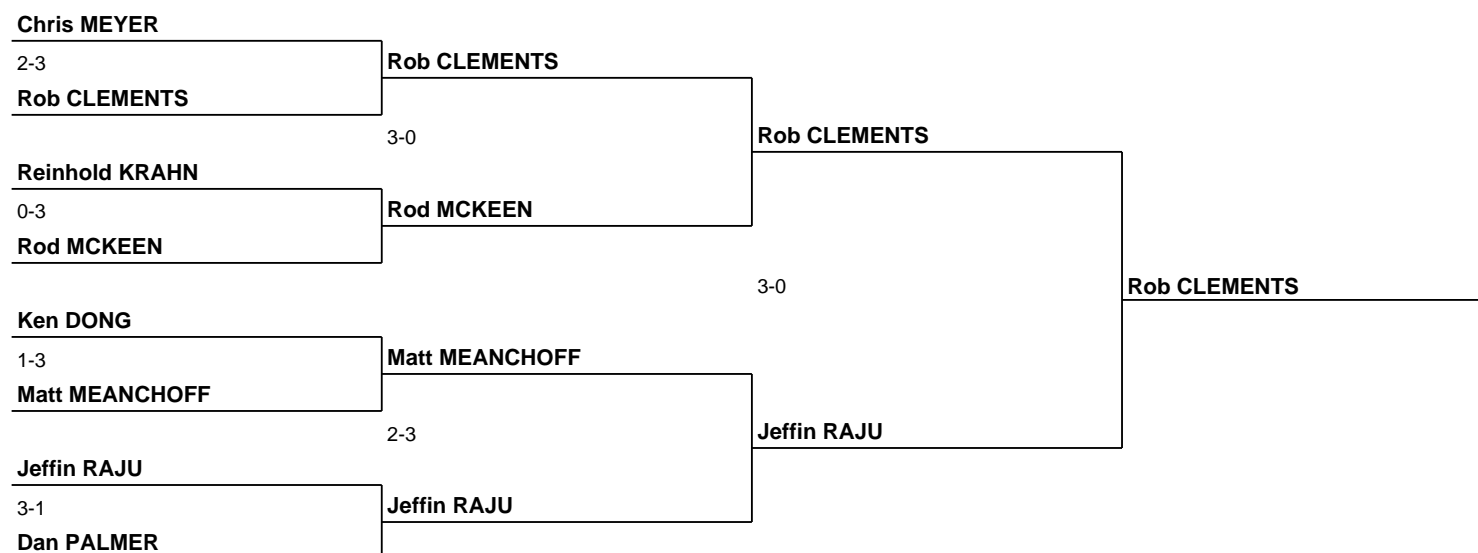 Chris MEYER
2-3
Rob CLEMENTS
Rob CLEMENTS
3-0
Rob CLEMENTS
Reinhold KRAHN
0-3
Rod MCKEEN
Rod MCKEEN
3-0
Rob CLEMENTS
Ken DONG
1-3
Matt MEANCHOFF
Matt MEANCHOFF
2-3
Jeffin RAJU
Jeffin RAJU
3-1
Jeffin RAJU
Dan PALMER